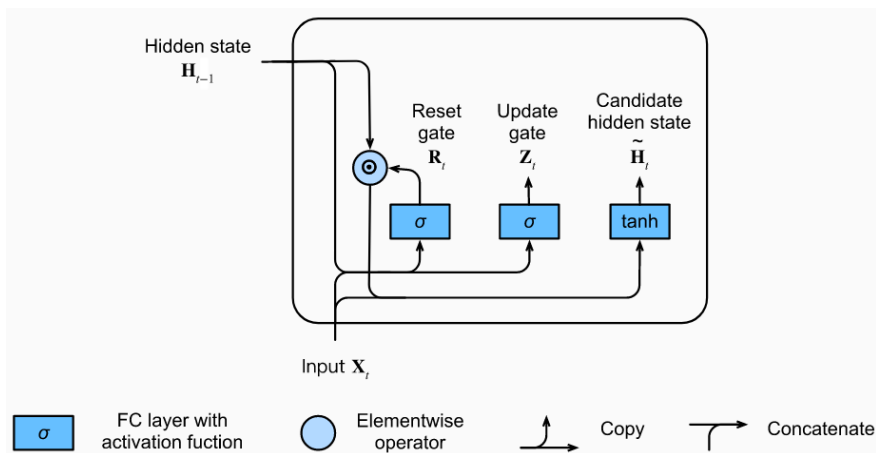 Hidden state
H_{t−1}
Reset
gate
R_t
Update
gate
Z_t
Candidate
hidden state
H̃_t
⊙
σ
σ
tanh
Input X_t
σ
FC layer with
activation fuction
Elementwise
operator
Copy
Concatenate